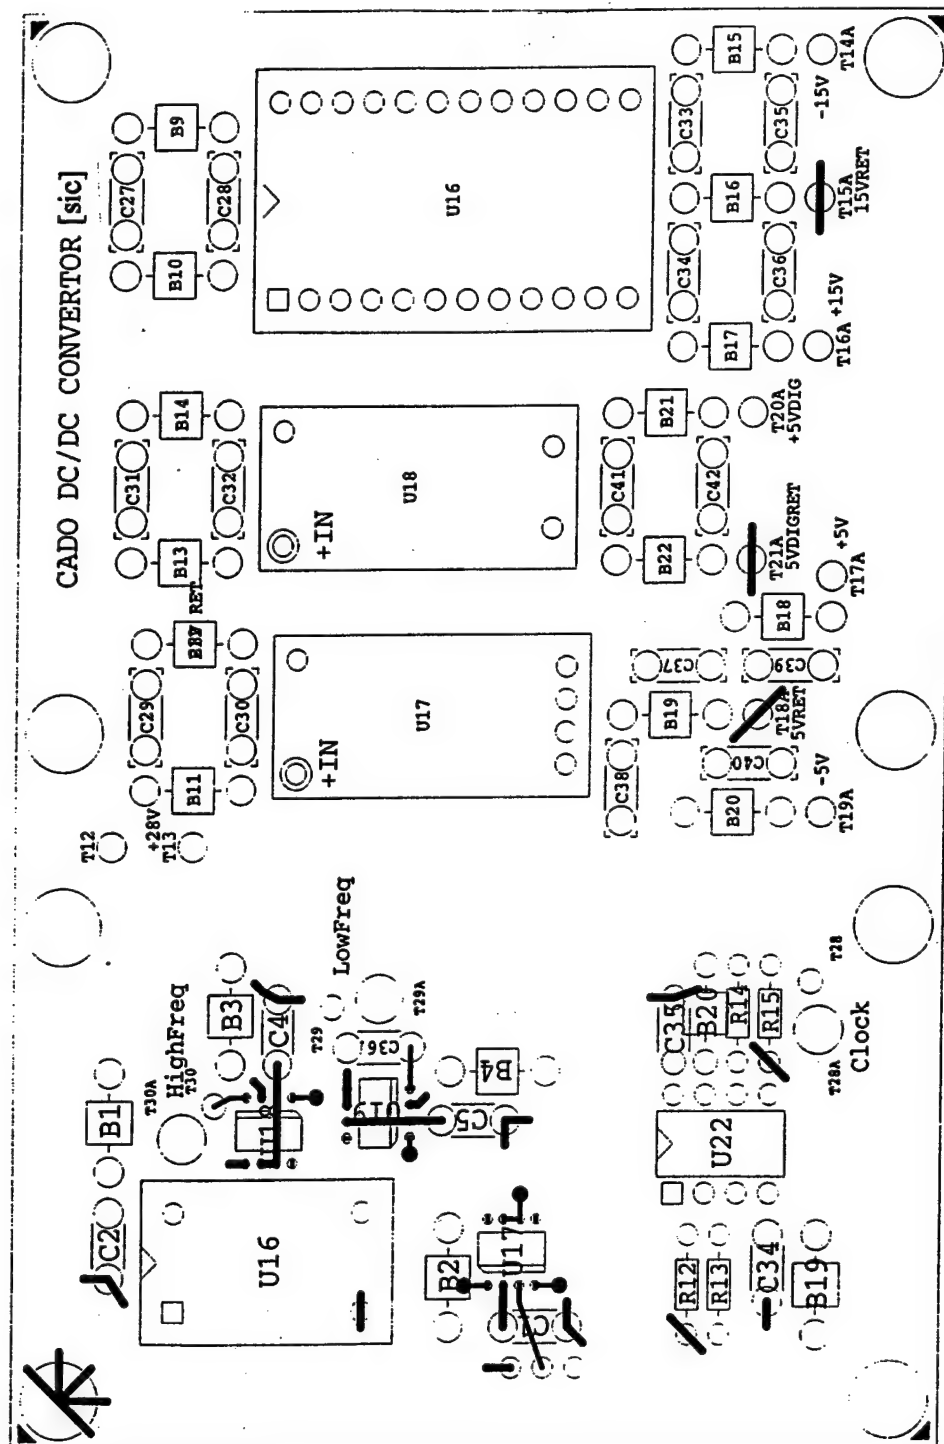 CADO DC/DC CONVERTOR [sic]
C2
B1
T12
C29
C31
C27
B11
BB7 RET
B13
B14
B10
B9
T30A
HighFreq
T30
+28V
T13
C30
C32
C28
U16
U18
B3
C4
T29
LowFreq
+IN
+IN
C36
U19
T29A
U17
U18
U16
B2
C5
B4
U17
C1
C38
B19
C37
B22
C41
B21
C34
C33
R12
R13
U22
C35
B20
R14
R15
B20
C40
B18
C39
C42
B17
B16
B15
C34
B19
T18A
5VRET
T21A
5VDIGRET
T20A
+5VDIG
C36
C35
Clock
T28A
T28
T19A
-5V
T17A
+5V
T16A
+15V
T15A
15VRET
T14A
-15V